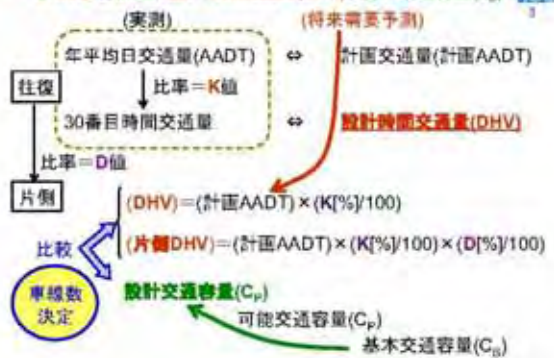 (実測)
(将来需要予測)
3
年平均日交通量(AADT) ⇔ 計画交通量(計画AADT)
往復
比率=K値
30番目時間交通量 ⇔ 設計時間交通量(DHV)
比率=D値
片側
(DHV)=(計画AADT)×(K[%]/100)
(片側DHV)=(計画AADT)×(K[%]/100)×(D[%]/100)
比較
車線数
決定
設計交通容量(CP)
可能交通容量(CP)
基本交通容量(CB)